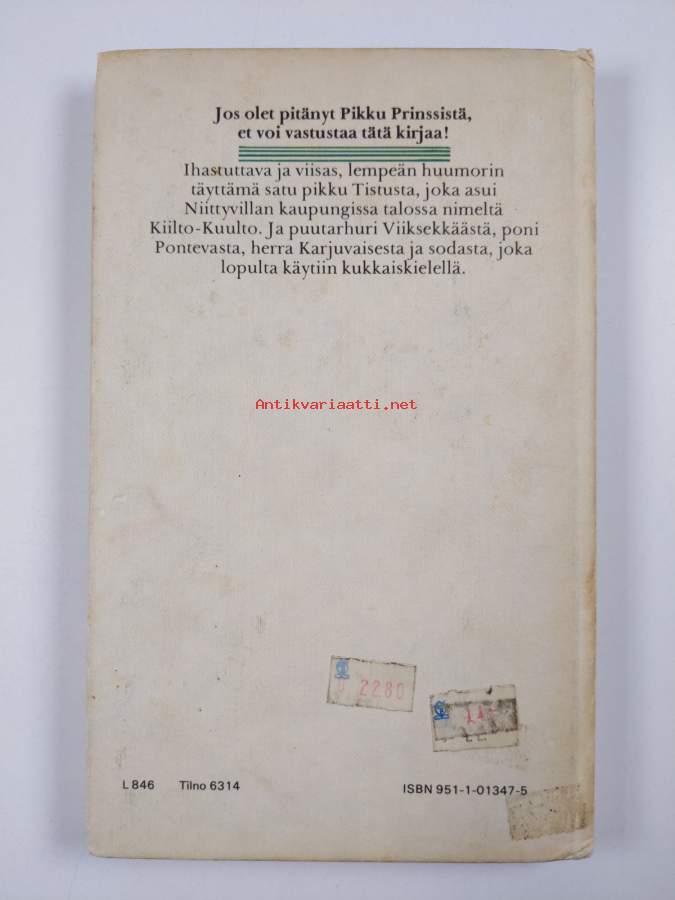 Jos olet pitänyt Pikku Prinssistä,
et voi vastustaa tätä kirjaa!
Ihastuttava ja viisas, lempeän huumorin
täyttämä satu pikku Tistusta, joka asui
Niittyvillan kaupungissa talossa nimeltä
Kiilto-Kuulto. Ja puutarhuri Viiksekkäästä, poni
Pontevasta, herra Karjuvaisesta ja sodasta, joka
lopulta käytiin kukkaiskielellä.
Antikvariaatti.net
2280
L 846 Tilno 6314 ISBN 951-1-01347-5